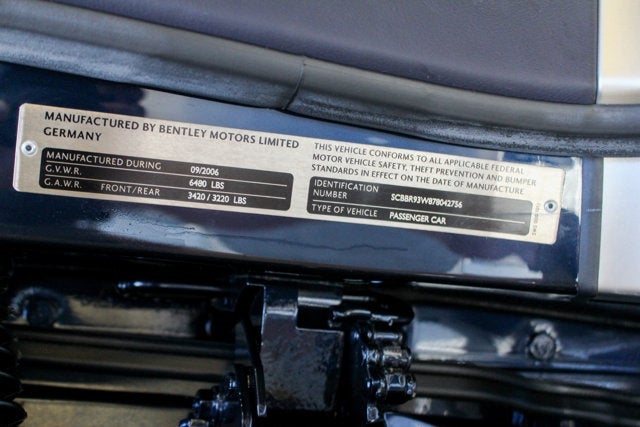 MANUFACTURED BY BENTLEY MOTORS LIMITED
GERMANY
MANUFACTURED DURING 09/2006
G.V.W.R. 6480 LBS
G.A.W.R. FRONT/REAR 3420 / 3220 LBS
THIS VEHICLE CONFORMS TO ALL APPLICABLE FEDERAL
MOTOR VEHICLE SAFETY, THEFT PREVENTION AND BUMPER
STANDARDS IN EFFECT ON THE DATE OF MANUFACTURE
IDENTIFICATION
NUMBER SCBBR93W878042756
TYPE OF VEHICLE PASSENGER CAR